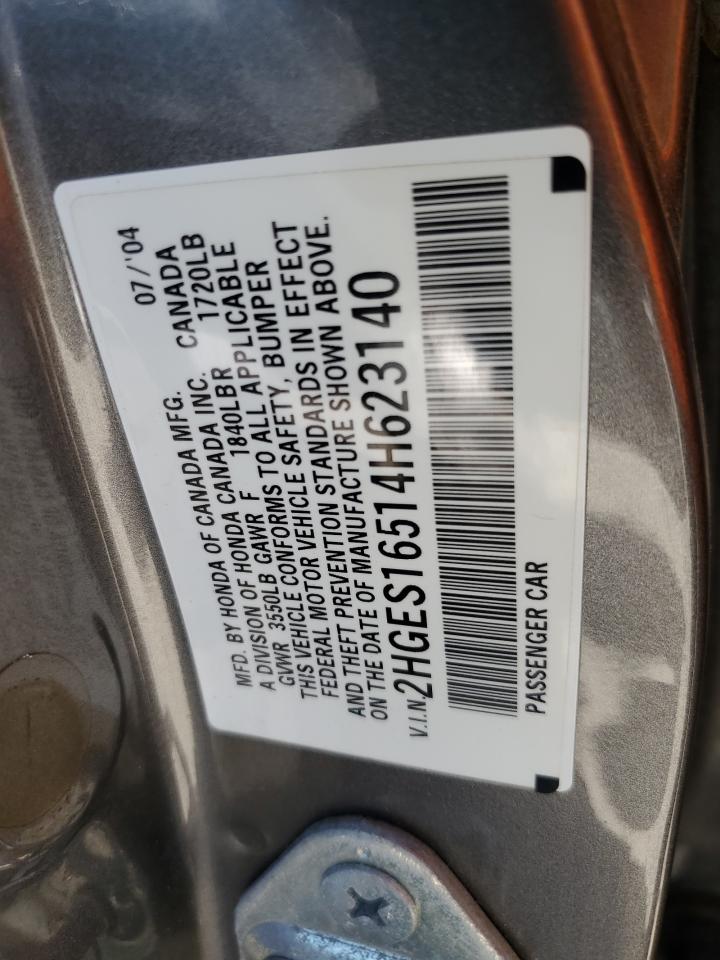 07/'04
MFD. BY HONDA OF CANADA MFG. CANADA
A DIVISION OF HONDA CANADA INC.
GVWR 3550LB GAWR F 1840LB R 1720LB
THIS VEHICLE CONFORMS TO ALL APPLICABLE
FEDERAL MOTOR VEHICLE SAFETY, BUMPER
AND THEFT PREVENTION STANDARDS IN EFFECT
ON THE DATE OF MANUFACTURE SHOWN ABOVE.
V.I.N. 2HGES16514H623140
PASSENGER CAR